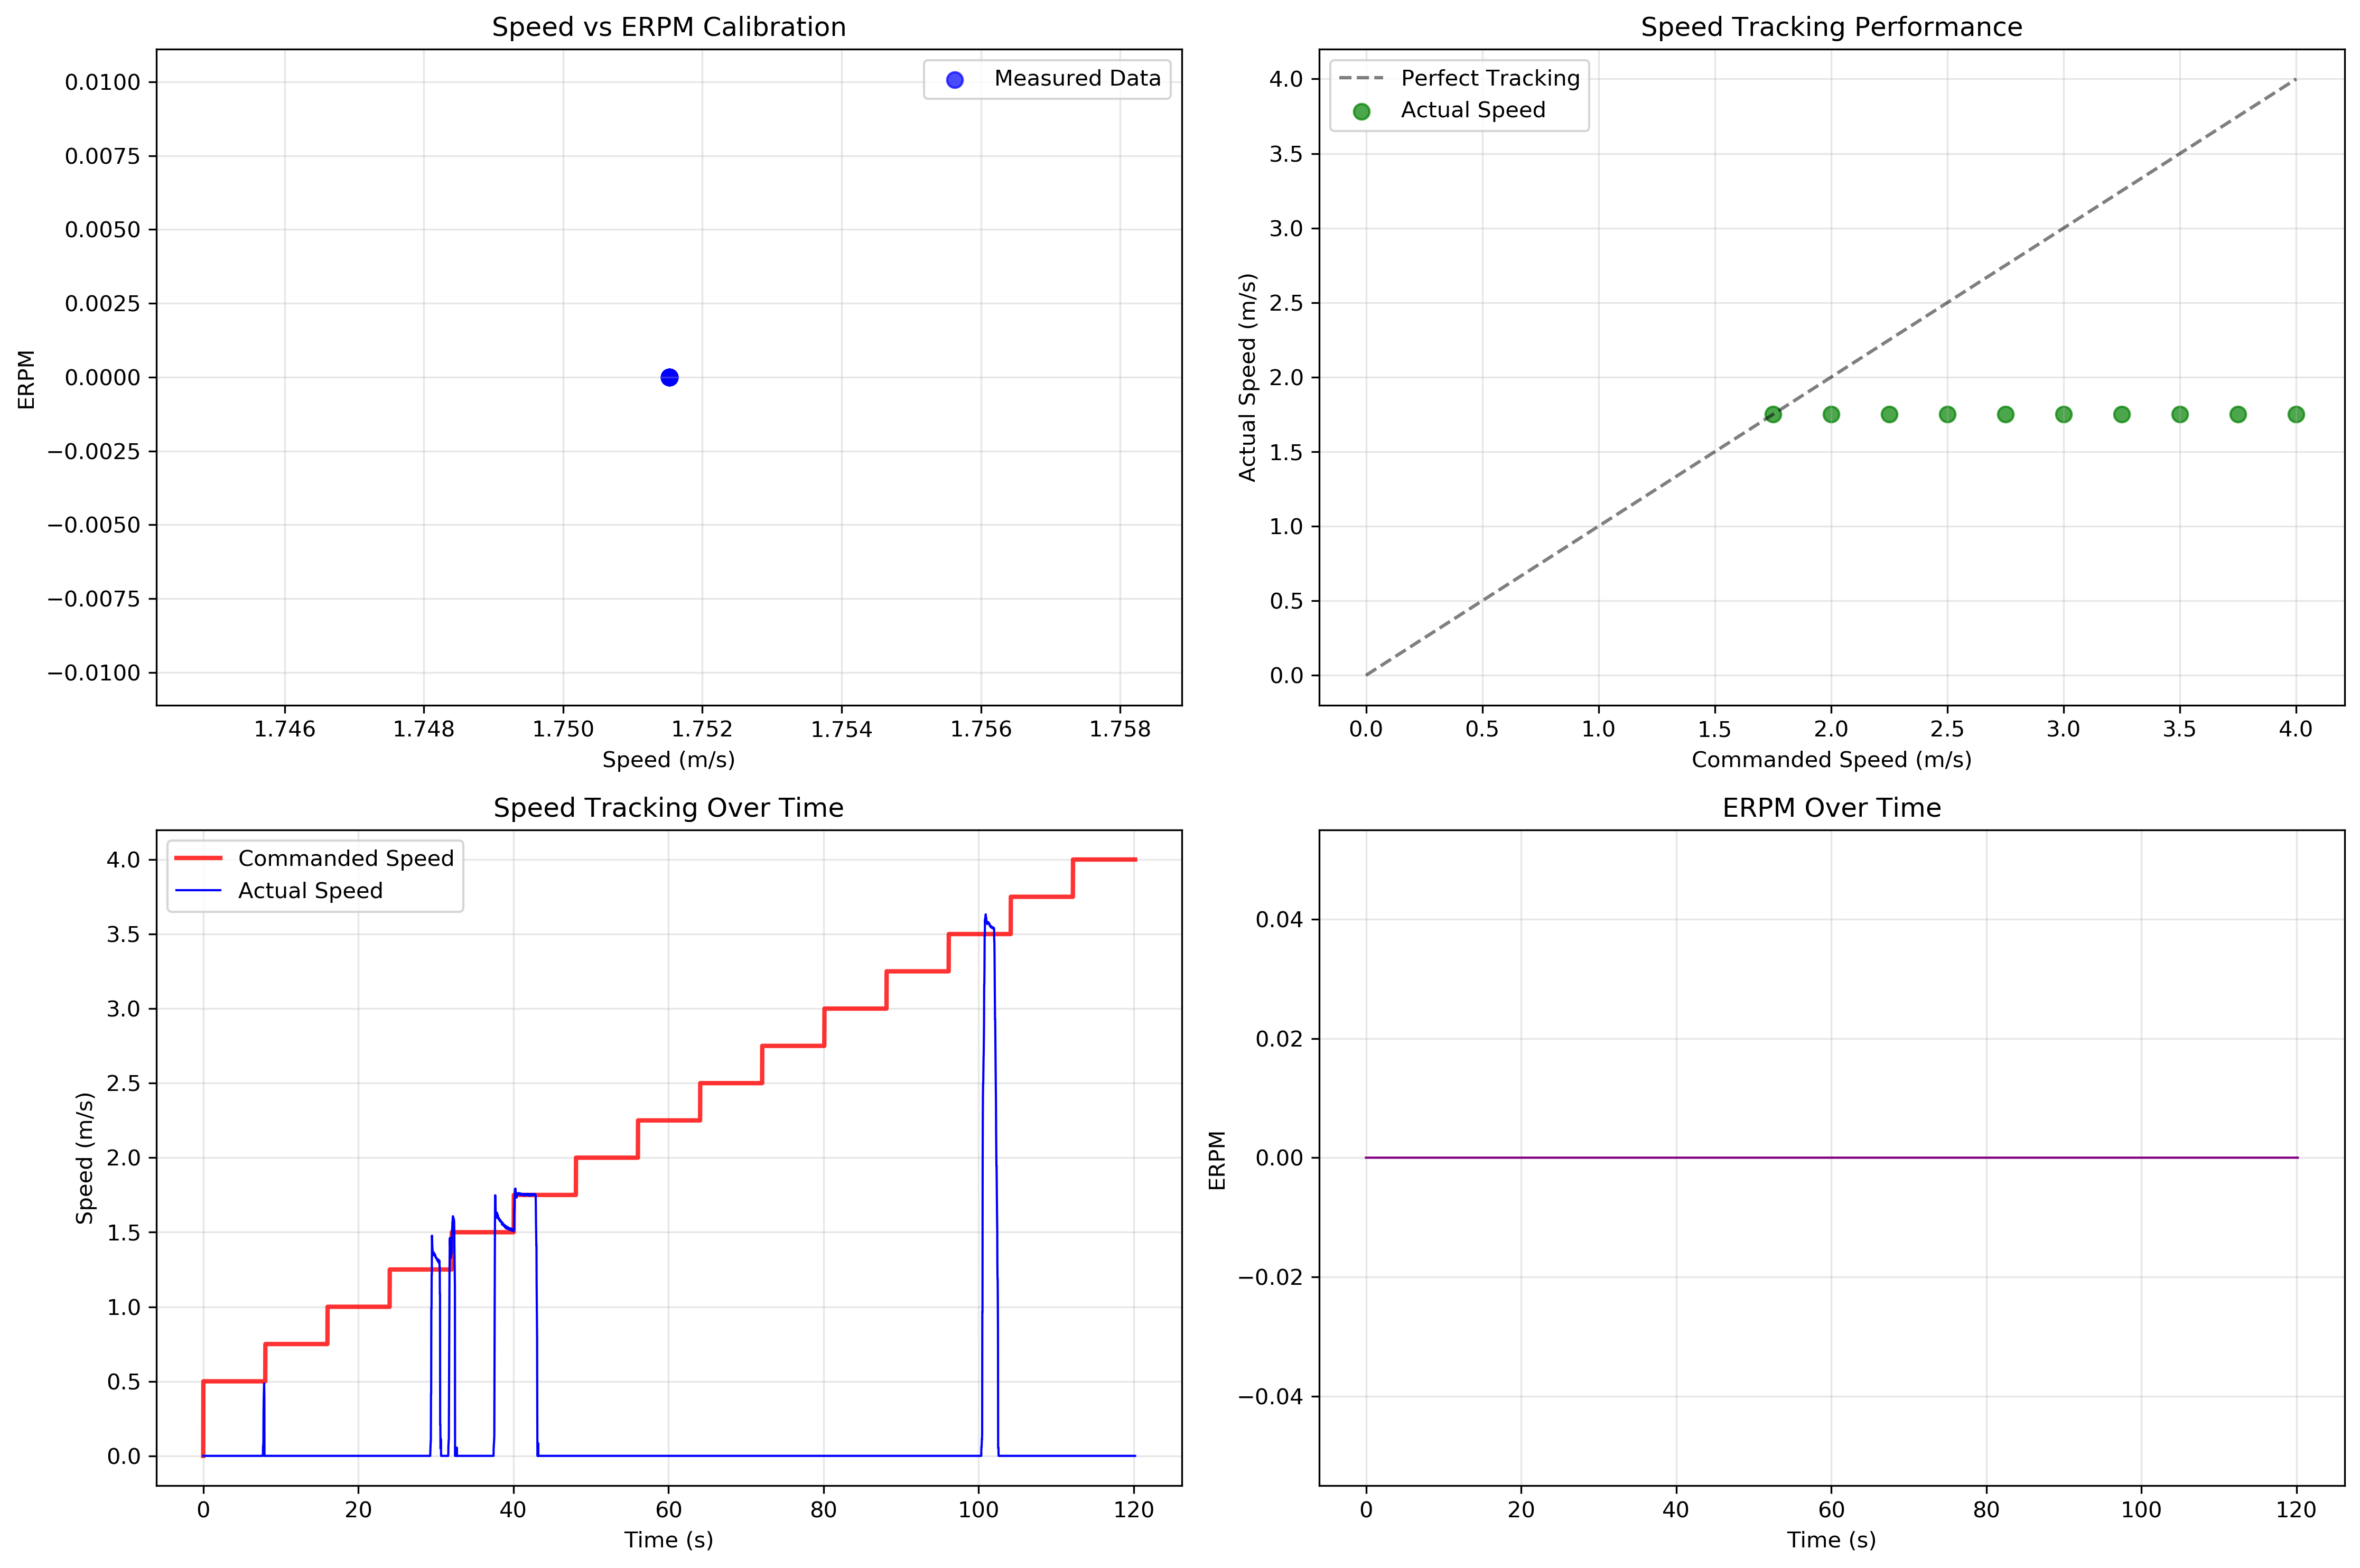 Speed vs ERPM Calibration
Measured Data
0.0100
0.0075
0.0050
0.0025
0.0000
−0.0025
−0.0050
−0.0075
−0.0100
ERPM
1.746 1.748 1.750 1.752 1.754 1.756 1.758
Speed (m/s)
Speed Tracking Performance
Perfect Tracking
Actual Speed
4.0
3.5
3.0
2.5
2.0
1.5
1.0
0.5
0.0
Actual Speed (m/s)
0.0 0.5 1.0 1.5 2.0 2.5 3.0 3.5 4.0
Commanded Speed (m/s)
Speed Tracking Over Time
Commanded Speed
Actual Speed
4.0
3.5
3.0
2.5
2.0
1.5
1.0
0.5
0.0
Speed (m/s)
0 20 40 60 80 100 120
Time (s)
ERPM Over Time
0.04
0.02
0.00
−0.02
−0.04
ERPM
0 20 40 60 80 100 120
Time (s)